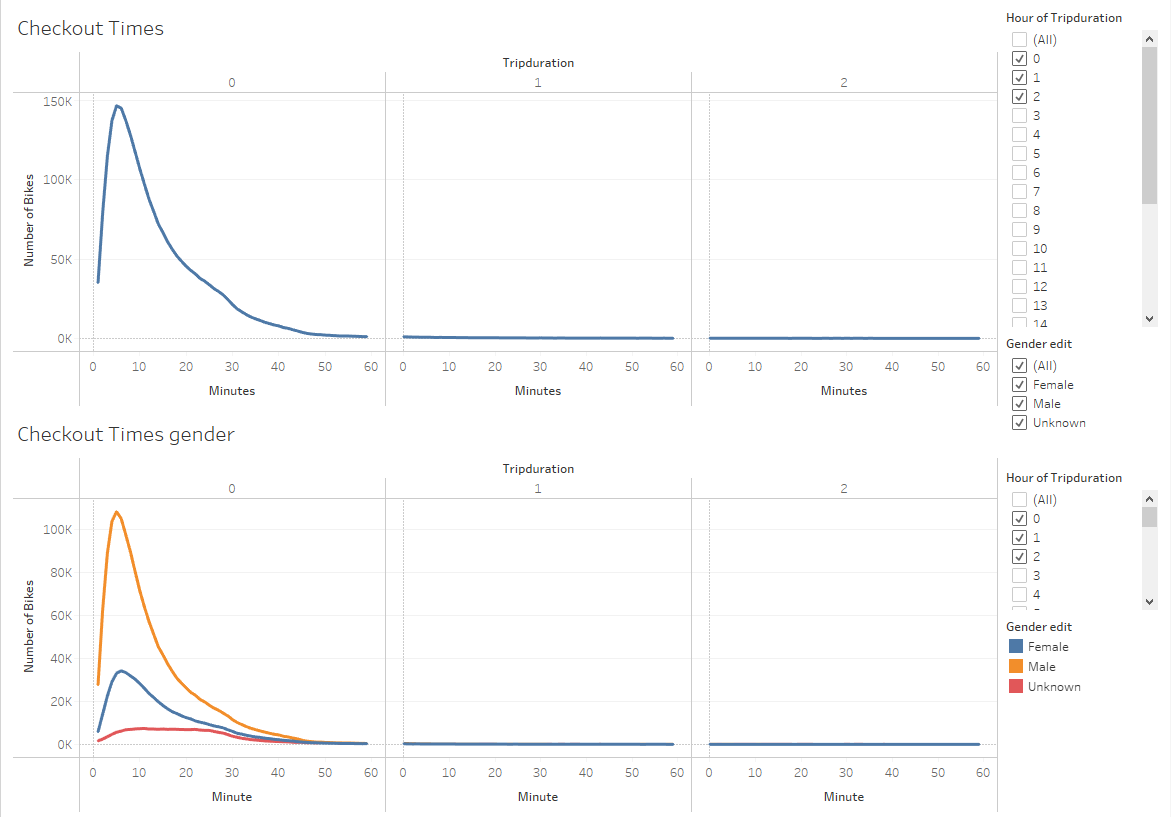 Checkout Times
Tripduration
0 1 2
150K
100K
50K
0K
Number of Bikes
0 10 20 30 40 50 60 0 10 20 30 40 50 60 0 10 20 30 40 50 60
Minutes Minutes Minutes
Hour of Tripduration
(All)
0
1
2
3
4
5
6
7
8
9
10
11
12
13
14
Gender edit
(All)
Female
Male
Unknown
Checkout Times gender
Tripduration
0 1 2
100K
80K
60K
40K
20K
0K
Number of Bikes
0 10 20 30 40 50 60 0 10 20 30 40 50 60 0 10 20 30 40 50 60
Minute Minute Minute
Hour of Tripduration
(All)
0
1
2
3
4
Gender edit
Female
Male
Unknown